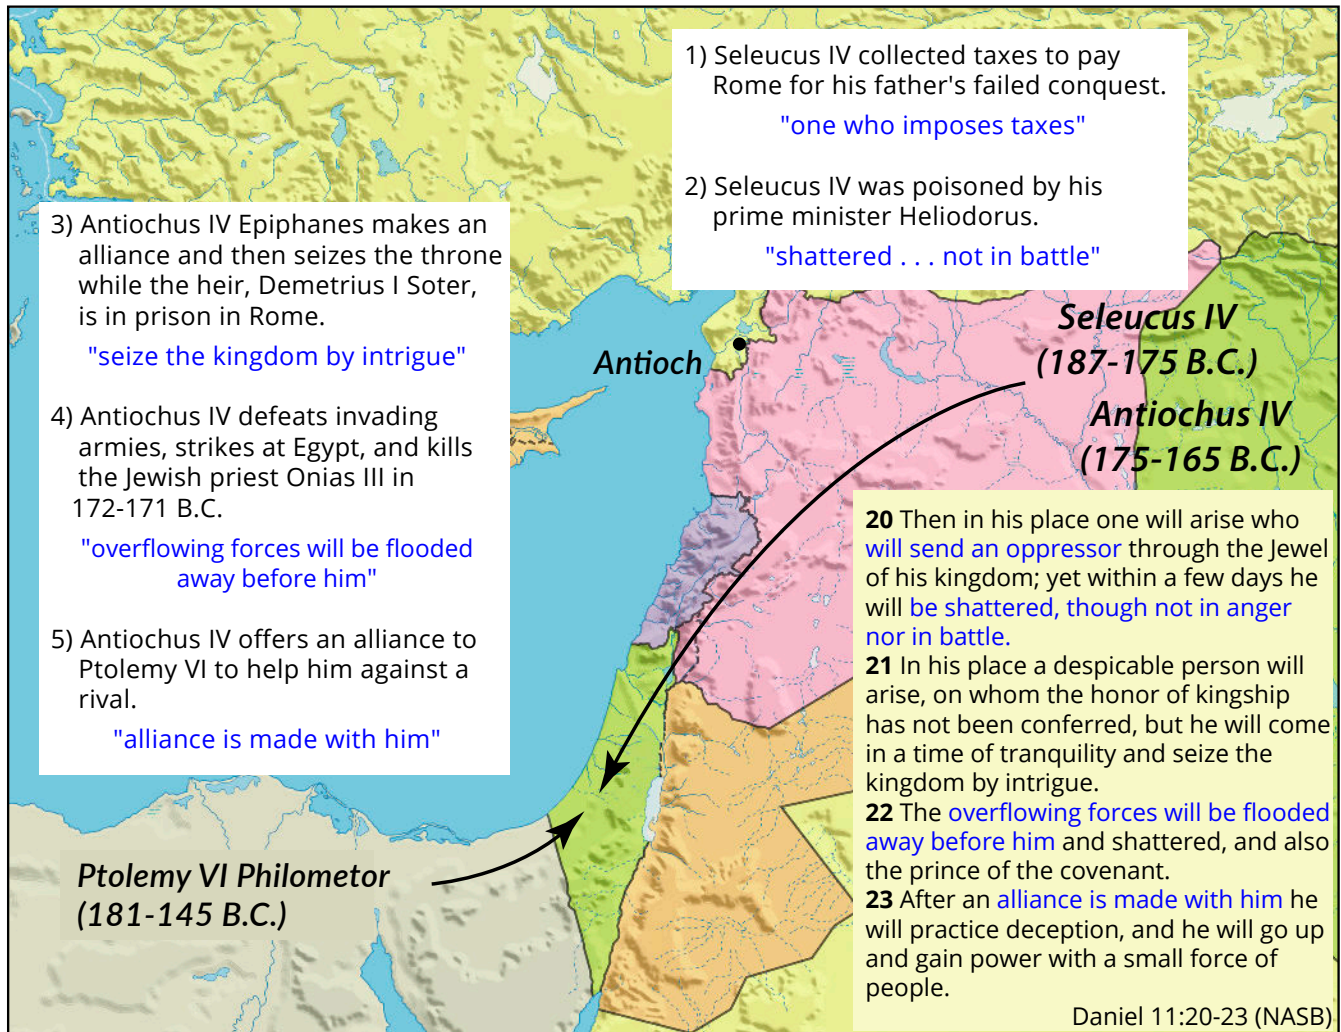 1) Seleucus IV collected taxes to pay
Rome for his father's failed conquest.
"one who imposes taxes"
2) Seleucus IV was poisoned by his
prime minister Heliodorus.
"shattered . . . not in battle"
3) Antiochus IV Epiphanes makes an
alliance and then seizes the throne
while the heir, Demetrius I Soter,
is in prison in Rome.
"seize the kingdom by intrigue"
4) Antiochus IV defeats invading
armies, strikes at Egypt, and kills
the Jewish priest Onias III in
172-171 B.C.
"overflowing forces will be flooded
away before him"
5) Antiochus IV offers an alliance to
Ptolemy VI to help him against a
rival.
"alliance is made with him"
Antioch
Seleucus IV
(187-175 B.C.)
Antiochus IV
(175-165 B.C.)
Ptolemy VI Philometor
(181-145 B.C.)
20 Then in his place one will arise who
will send an oppressor through the Jewel
of his kingdom; yet within a few days he
will be shattered, though not in anger
nor in battle.
21 In his place a despicable person will
arise, on whom the honor of kingship
has not been conferred, but he will come
in a time of tranquility and seize the
kingdom by intrigue.
22 The overflowing forces will be flooded
away before him and shattered, and also
the prince of the covenant.
23 After an alliance is made with him he
will practice deception, and he will go up
and gain power with a small force of
people.
Daniel 11:20-23 (NASB)